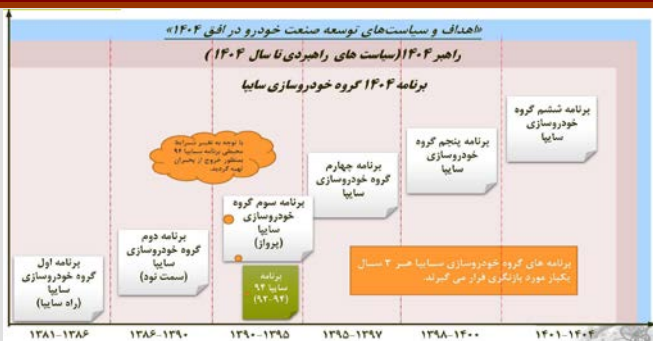 «اهداف و سیاست‌های توسعه صنعت خودرو در افق ۱۴۰۴»
راهبر ۱۴۰۴ (سیاست های راهبردی تا سال ۱۴۰۴)
برنامه ۱۴۰۴ گروه خودروسازی سایپا
برنامه ششم گروه
خودروسازی
سایپا
برنامه پنجم گروه
خودروسازی
سایپا
برنامه چهارم
گروه خودروسازی
سایپا
با توجه به تغییر شرایط
محیطی برنامه سایپا ۹۴
بمنظور خروج از بحران
تهیه گردید.
برنامه سوم گروه
خودروسازی
سایپا
(پرواز)
برنامه دوم
گروه خودروسازی
سایپا
(سمت نود)
برنامه اول
گروه خودروسازی
سایپا
(راه سایپا)
برنامه
سایپا ۹۴
(۹۲-۹۴)
برنامه های گروه خودروسازی سایپا هر ۳ سال
یکبار مورد بازنگری قرار می گیرند.
۱۳۸۱-۱۳۸۶
۱۳۸۶-۱۳۹۰
۱۳۹۰-۱۳۹۵
۱۳۹۵-۱۳۹۷
۱۳۹۸-۱۴۰۰
۱۴۰۱-۱۴۰۴